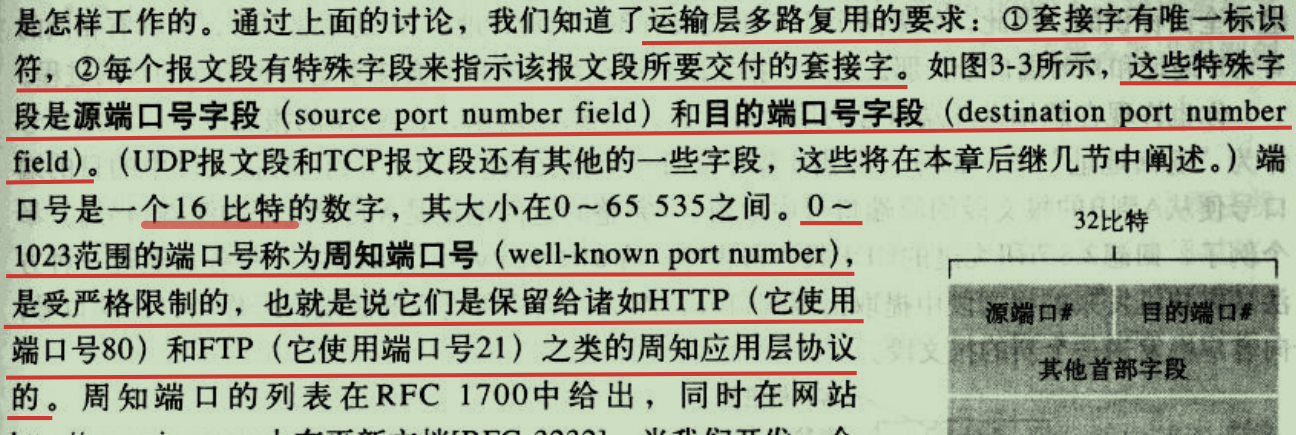 是怎样工作的。通过上面的讨论，我们知道了运输层多路复用的要求：①套接字有唯一标识
符，②每个报文段有特殊字段来指示该报文段所要交付的套接字。如图3-3所示，这些特殊字
段是源端口号字段（source port number field）和目的端口号字段（destination port number
field）。（UDP报文段和TCP报文段还有其他的一些字段，这些将在本章后继几节中阐述。）端
口号是一个16 比特的数字，其大小在0～65 535之间。0～
1023范围的端口号称为周知端口号（well-known port number），
是受严格限制的，也就是说它们是保留给诸如HTTP（它使用
端口号80）和FTP（它使用端口号21）之类的周知应用层协议
的。周知端口的列表在RFC 1700中给出，同时在网站
32比特
源端口# 目的端口#
其他首部字段